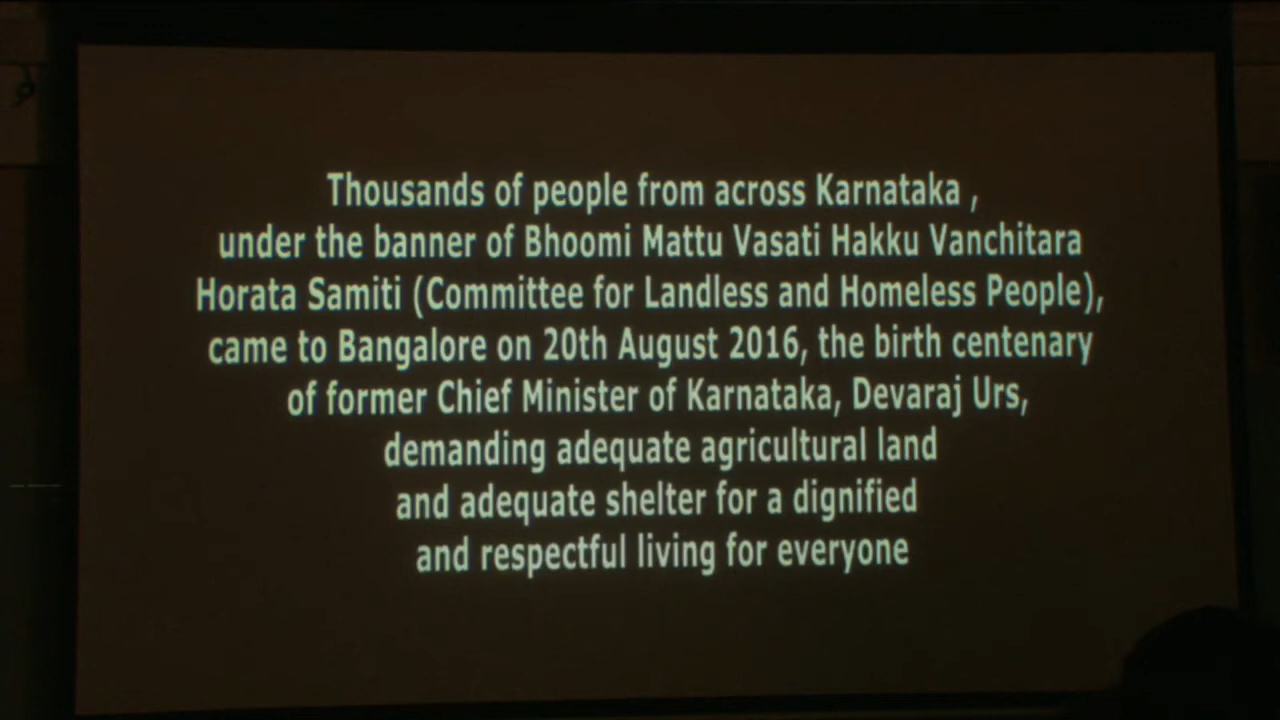 Thousands of people from across Karnataka ,
under the banner of Bhoomi Mattu Vasati Hakku Vanchitara
Horata Samiti (Committee for Landless and Homeless People),
came to Bangalore on 20th August 2016, the birth centenary
of former Chief Minister of Karnataka, Devaraj Urs,
demanding adequate agricultural land
and adequate shelter for a dignified
and respectful living for everyone